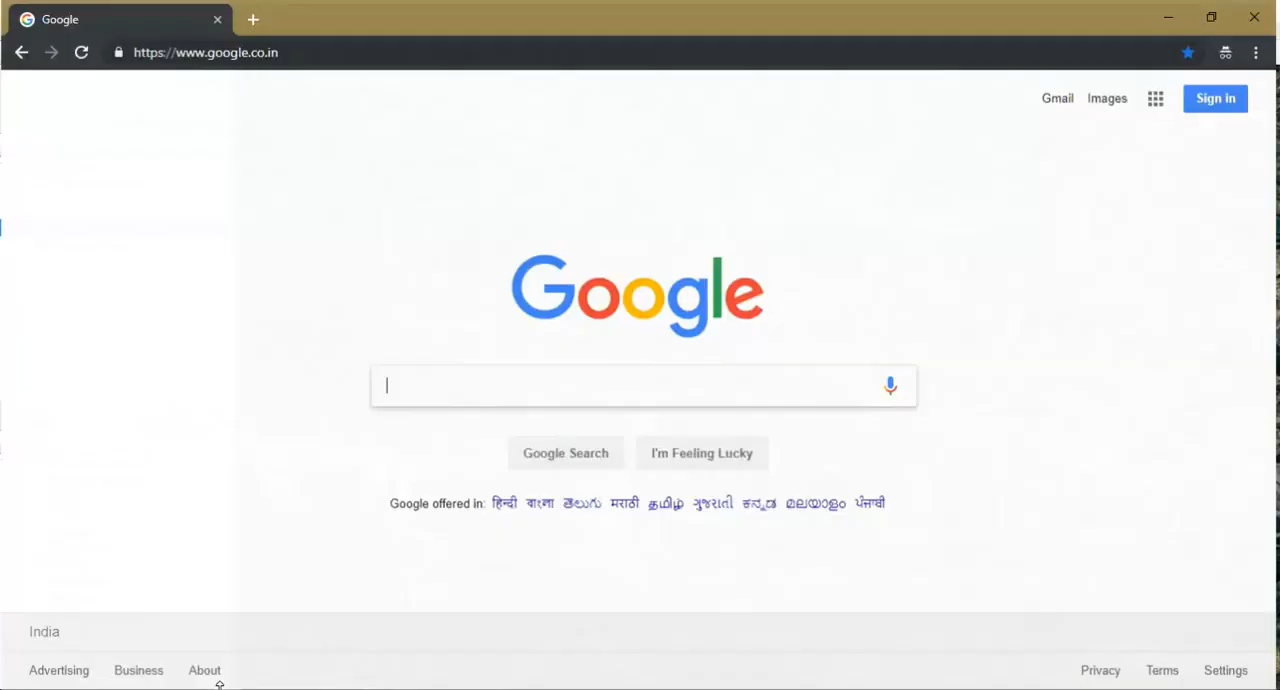 Google
https://www.google.co.in
Gmail Images Sign in
Google
Google Search I'm Feeling Lucky
Google offered in: हिन्दी বাংলা తెలుగు मराठी தமிழ் ગુજરાતી ಕನ್ನಡ മലയാളം ਪੰਜਾਬੀ
India
Advertising Business About Privacy Terms Settings